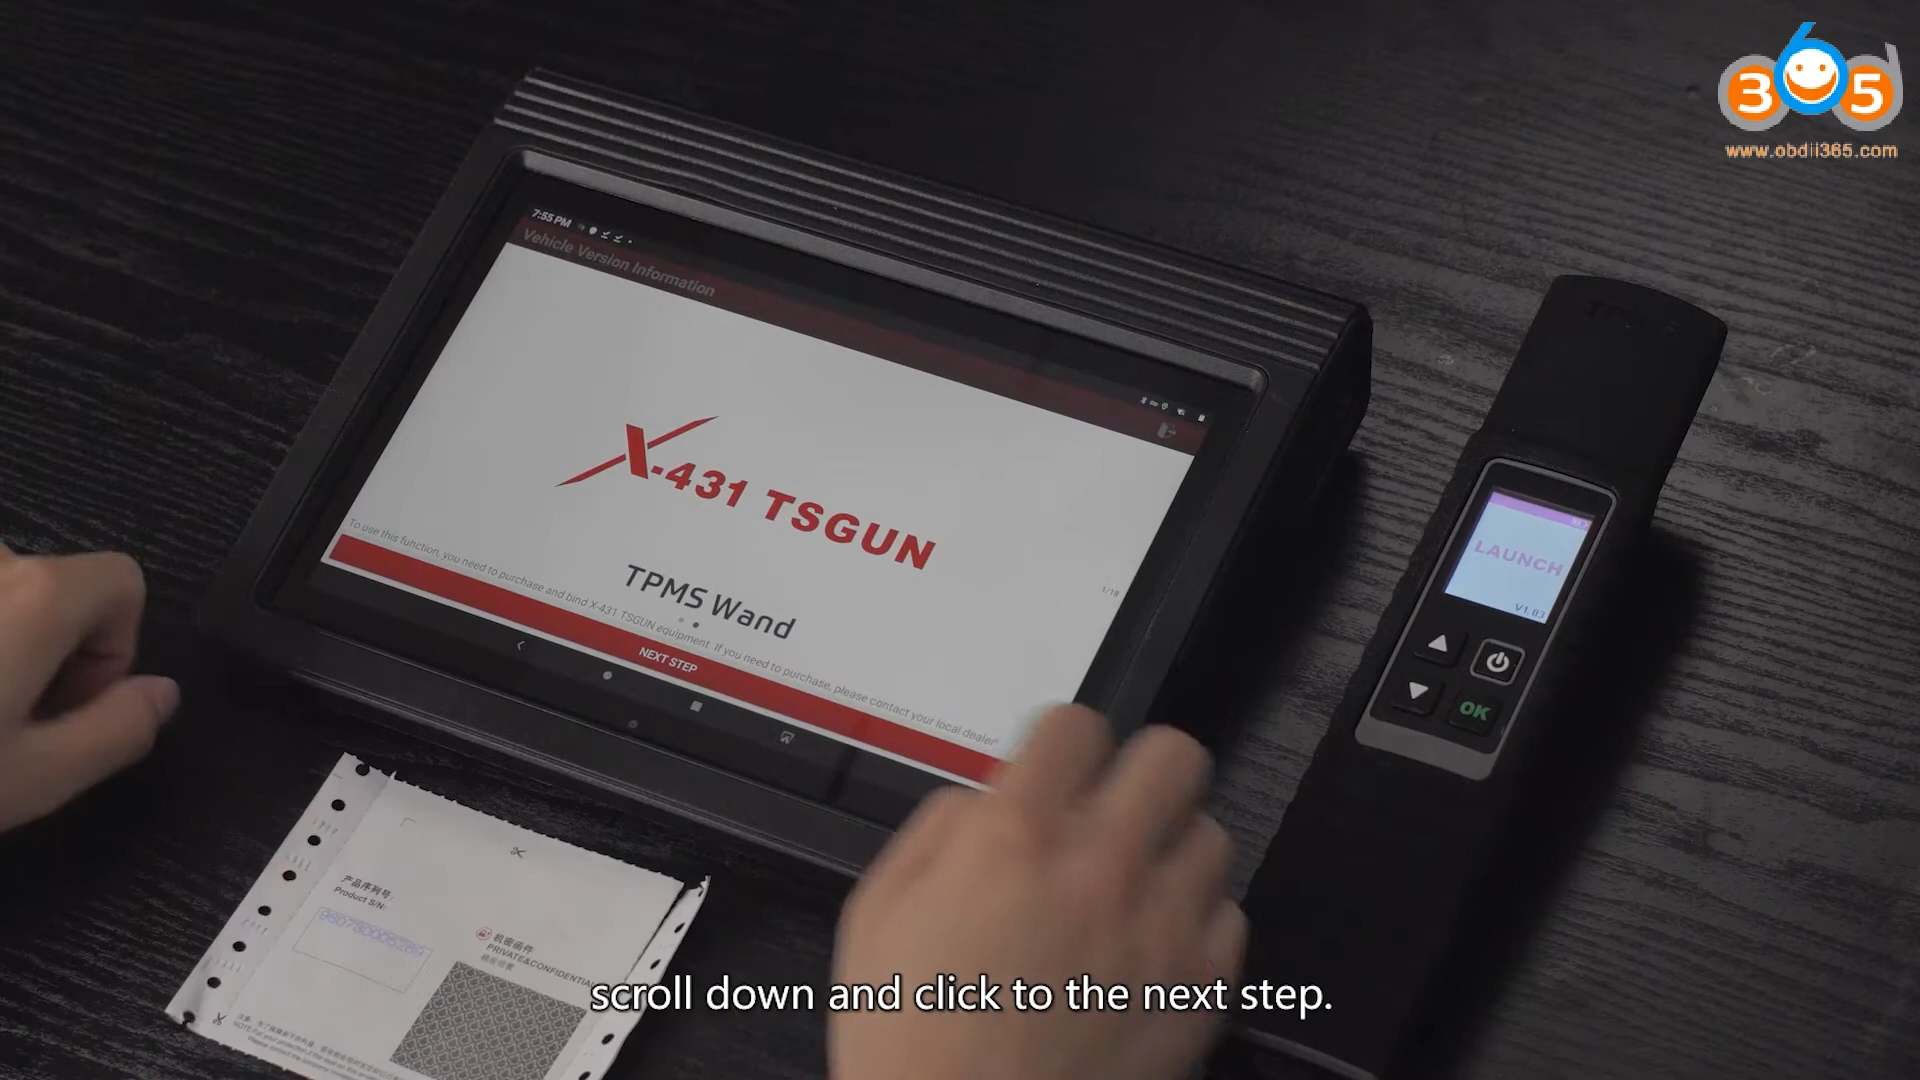 365
www.obdii365.com
7:55 PM
Vehicle Version Information
X-431 TSGUN
TPMS Wand
1/18
To use this function, you need to purchase and bind X-431 TSGUN equipment. If you need to purchase, please contact your local dealer
NEXT STEP
LAUNCH
V1.03
OK
产品序列号:
Product S/N:
机密函件
PRIVATE&CONFIDENTIA
scroll down and click to the next step.